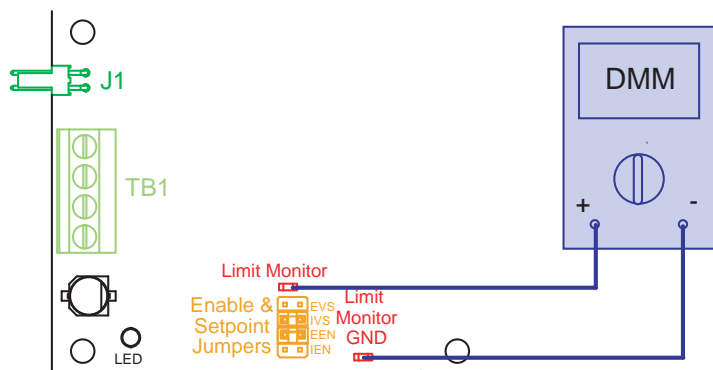 J1
DMM
TB1
+ -
Limit Monitor
Enable &
Setpoint
Jumpers
EVS
IVS
EEN
IEN
Limit
Monitor
GND
LED